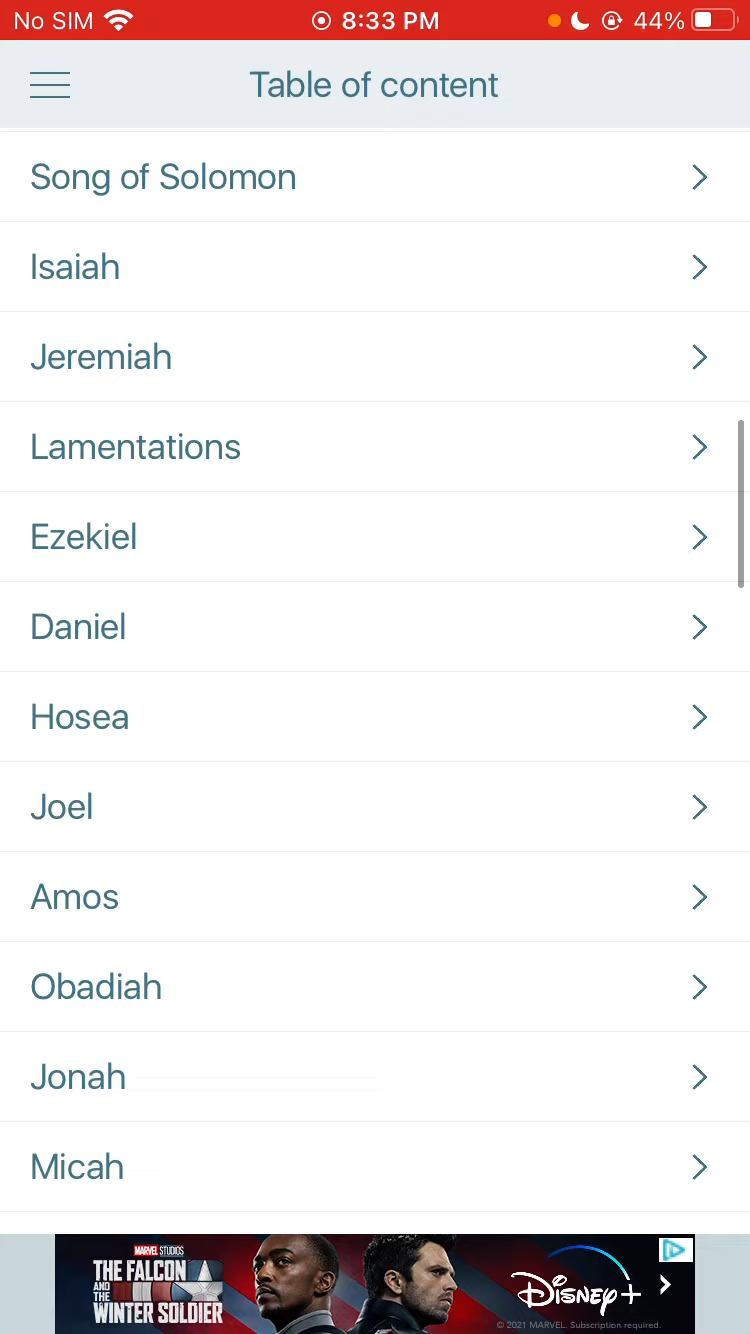 No SIM 8:33 PM 44%
Table of content
Song of Solomon
Isaiah
Jeremiah
Lamentations
Ezekiel
Daniel
Hosea
Joel
Amos
Obadiah
Jonah
Micah
MARVEL STUDIOS
THE FALCON
AND THE
WINTER SOLDIER
Disney+
© 2021 MARVEL. Subscription required.